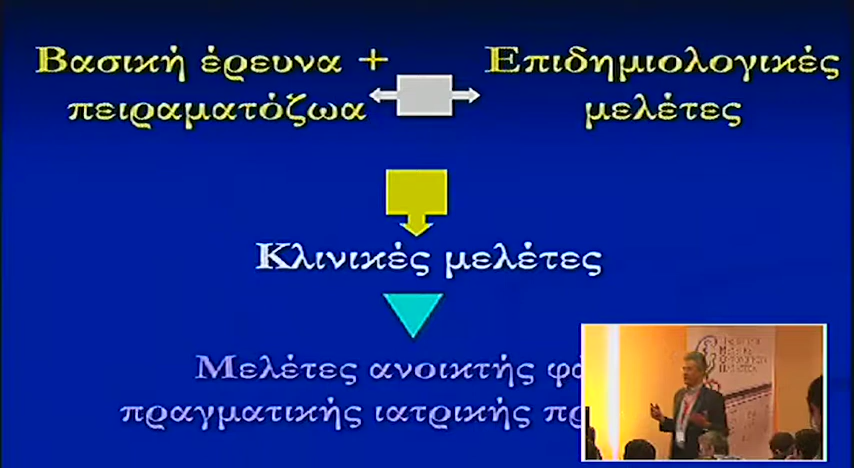 Βασική έρευνα +
πειραματόζωα
Επιδημιολογικές
μελέτες
Κλινικές μελέτες
Μελέτες ανοικτής
πραγματικής ιατρικής